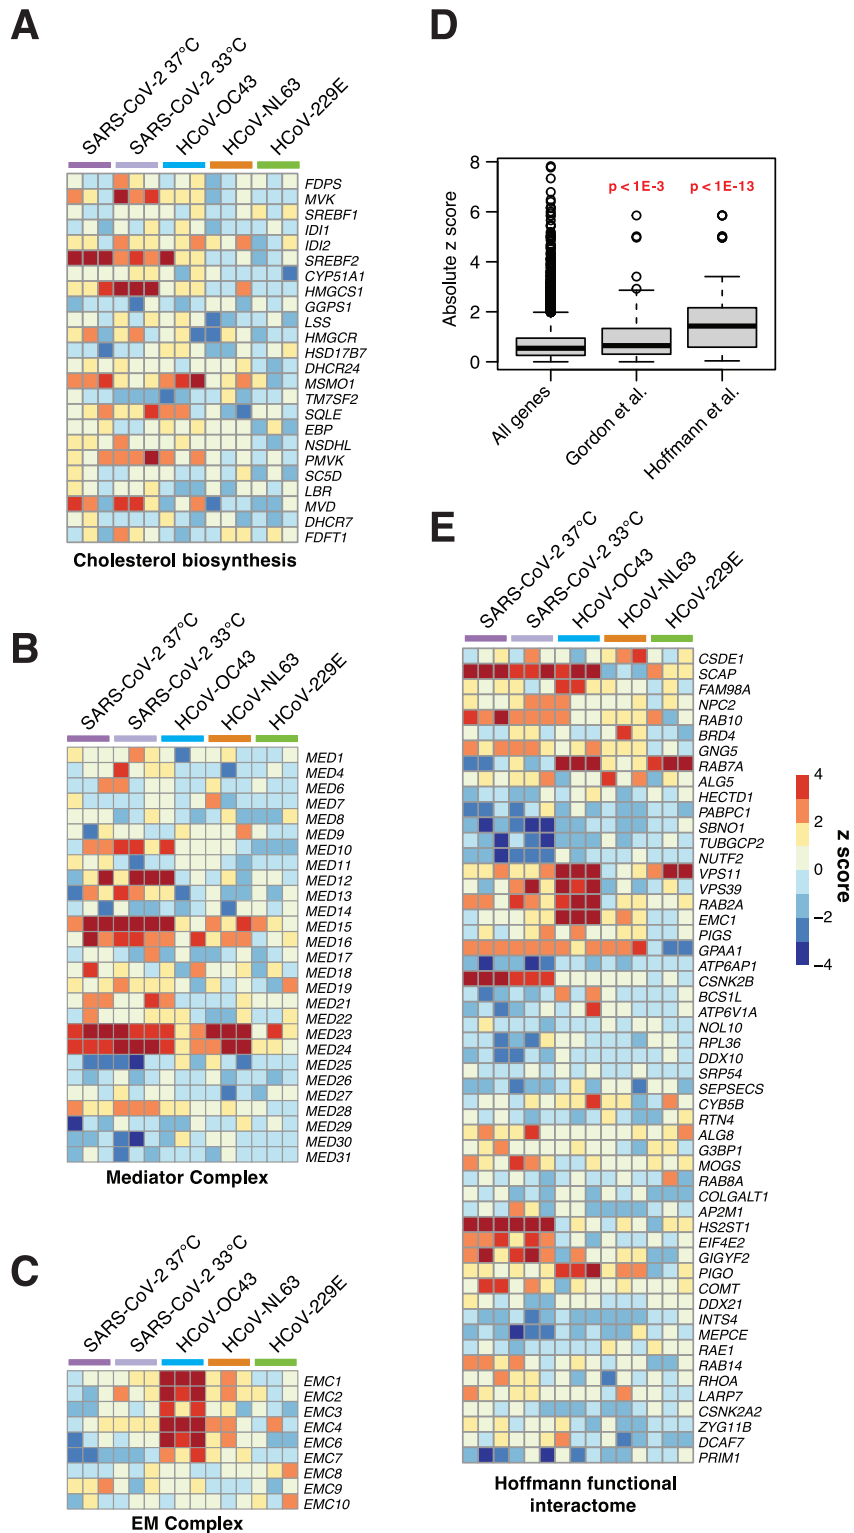 A
SARS-CoV-2 37°C
SARS-CoV-2 33°C
HCoV-OC43
HCoV-NL63
HCoV-229E
FDPS
MVK
SREBF1
IDI1
IDI2
SREBF2
CYP51A1
HMGCS1
GGPS1
LSS
HMGCR
HSD17B7
DHCR24
MSMO1
TM7SF2
SQLE
EBP
NSDHL
PMVK
SC5D
LBR
MVD
DHCR7
FDFT1
Cholesterol biosynthesis
B
SARS-CoV-2 37°C
SARS-CoV-2 33°C
HCoV-OC43
HCoV-NL63
HCoV-229E
MED1
MED4
MED6
MED7
MED8
MED9
MED10
MED11
MED12
MED13
MED14
MED15
MED16
MED17
MED18
MED19
MED21
MED22
MED23
MED24
MED25
MED26
MED27
MED28
MED29
MED30
MED31
Mediator Complex
C
SARS-CoV-2 37°C
SARS-CoV-2 33°C
HCoV-OC43
HCoV-NL63
HCoV-229E
EMC1
EMC2
EMC3
EMC4
EMC6
EMC7
EMC8
EMC9
EMC10
EM Complex
D
Absolute z score
8
6
4
2
0
p < 1E-3
p < 1E-13
All genes
Gordon et al.
Hoffmann et al.
E
SARS-CoV-2 37°C
SARS-CoV-2 33°C
HCoV-OC43
HCoV-NL63
HCoV-229E
CSDE1
SCAP
FAM98A
NPC2
RAB10
BRD4
GNG5
RAB7A
ALG5
HECTD1
PABPC1
SBNO1
TUBGCP2
NUTF2
VPS11
VPS39
RAB2A
EMC1
PIGS
GPAA1
ATP6AP1
CSNK2B
BCS1L
ATP6V1A
NOL10
RPL36
DDX10
SRP54
SEPSECS
CYB5B
RTN4
ALG8
G3BP1
MOGS
RAB8A
COLGALT1
AP2M1
HS2ST1
EIF4E2
GIGYF2
PIGO
COMT
DDX21
INTS4
MEPCE
RAE1
RAB14
RHOA
LARP7
CSNK2A2
ZYG11B
DCAF7
PRIM1
Hoffmann functional
interactome
4
2
0
−2
−4
z score